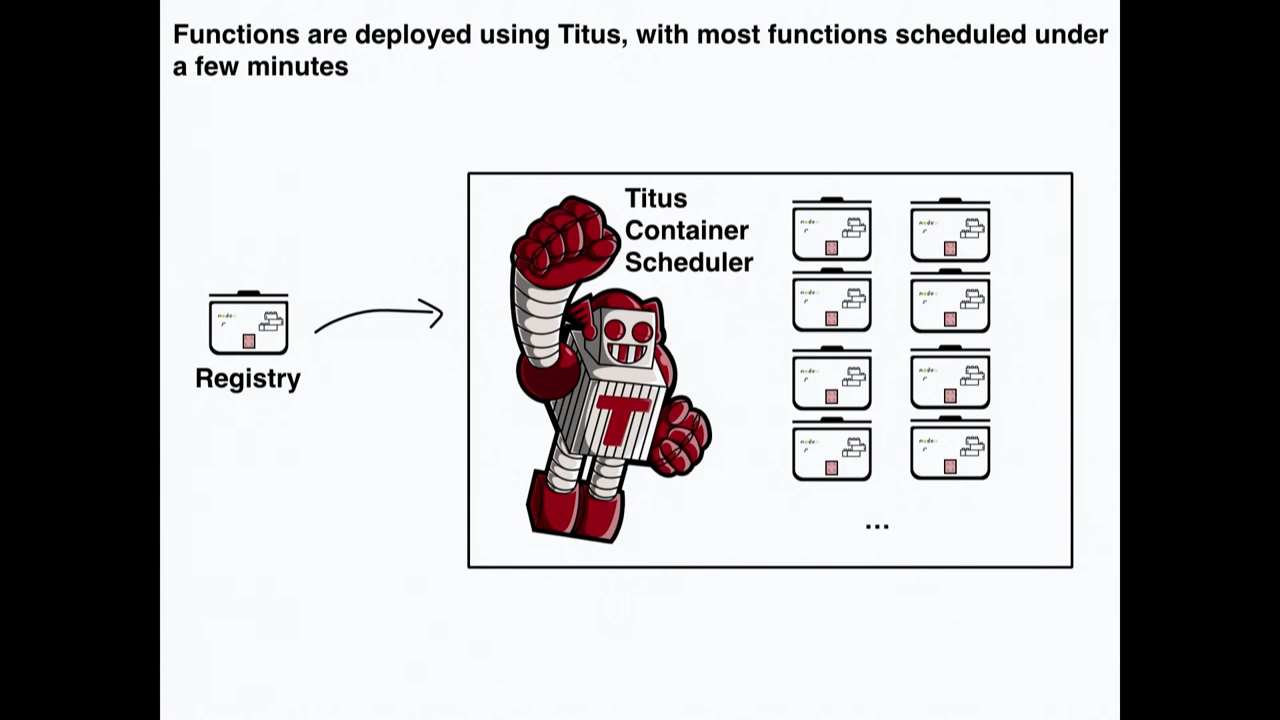 Functions are deployed using Titus, with most functions scheduled under
a few minutes
Titus
Container
Scheduler
Registry
T
...